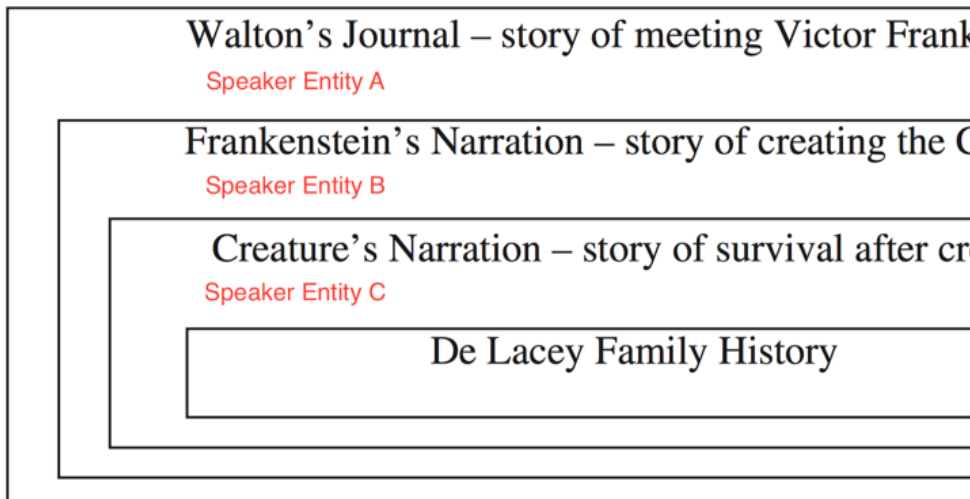 Walton’s Journal – story of meeting Victor
Speaker Entity A
Frankenstein’s Narration – story of creating the
Speaker Entity B
Creature’s Narration – story of survival after
Speaker Entity C
De Lacey Family History